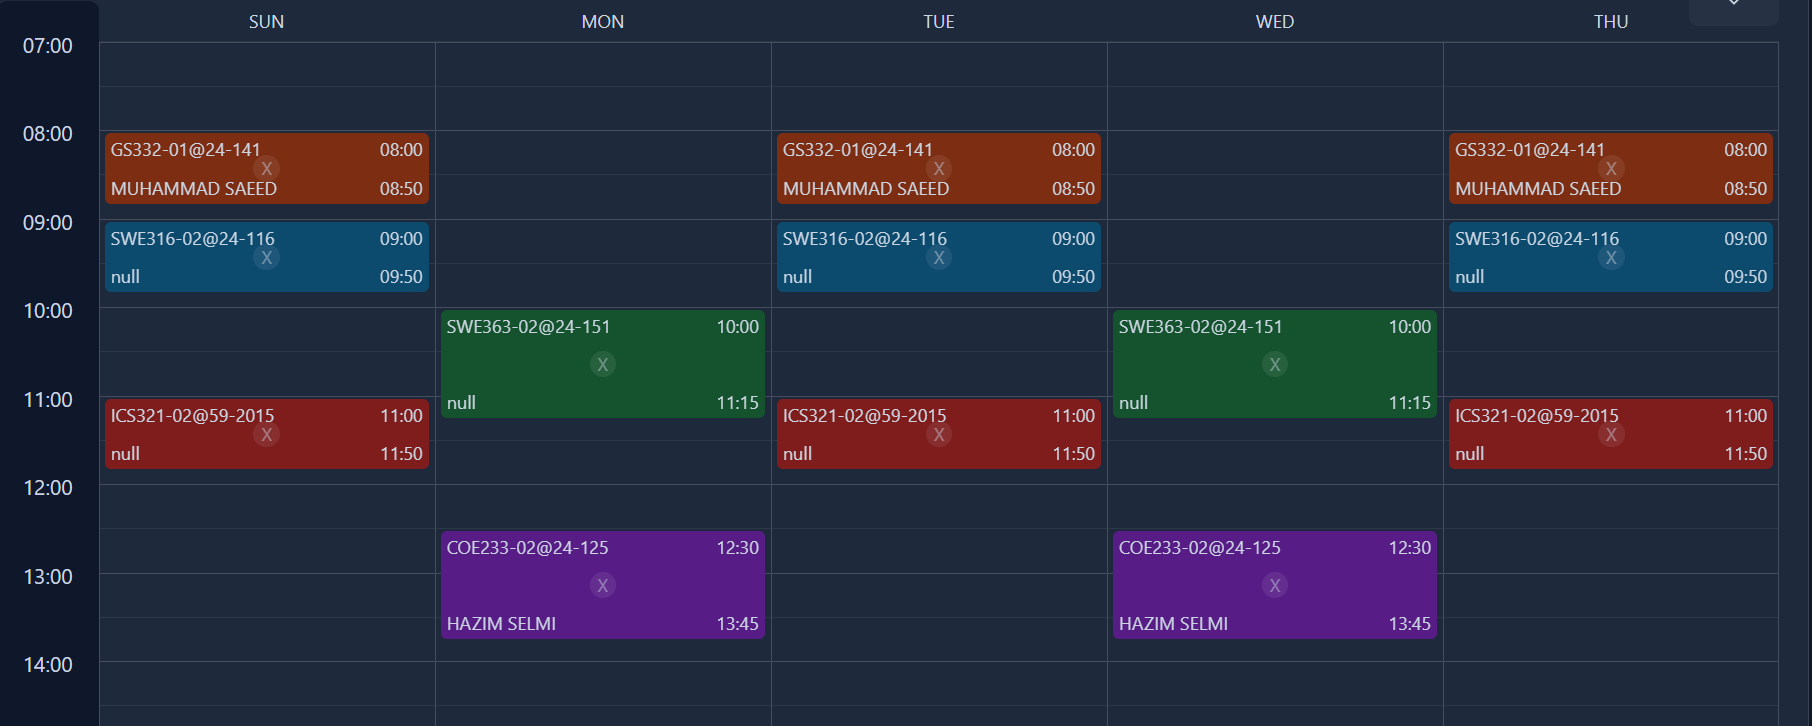 SUN MON TUE WED THU
07:00
08:00
GS332-01@24-141 08:00
X
MUHAMMAD SAEED 08:50
GS332-01@24-141 08:00
X
MUHAMMAD SAEED 08:50
GS332-01@24-141 08:00
X
MUHAMMAD SAEED 08:50
09:00
SWE316-02@24-116 09:00
X
null 09:50
SWE316-02@24-116 09:00
X
null 09:50
SWE316-02@24-116 09:00
X
null 09:50
10:00
SWE363-02@24-151 10:00
X
null 11:15
SWE363-02@24-151 10:00
X
null 11:15
11:00
ICS321-02@59-2015 11:00
X
null 11:50
ICS321-02@59-2015 11:00
X
null 11:50
ICS321-02@59-2015 11:00
X
null 11:50
12:00
COE233-02@24-125 12:30
X
HAZIM SELMI 13:45
COE233-02@24-125 12:30
X
HAZIM SELMI 13:45
13:00
14:00